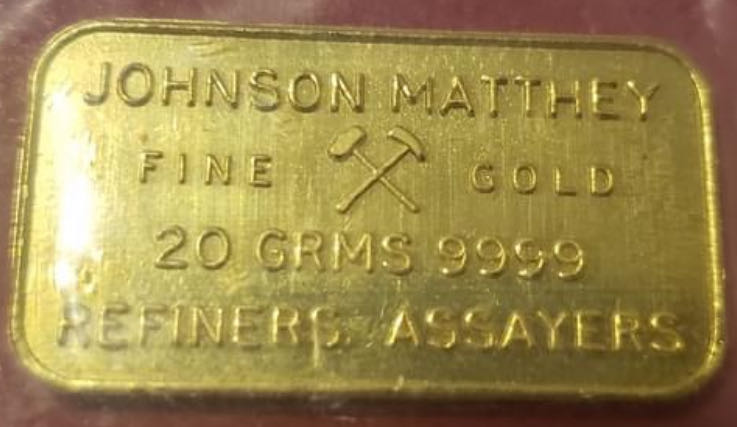 JOHNSON MATTHEY
FINE GOLD
20 GRMS 9999
REFINERS. ASSAYERS